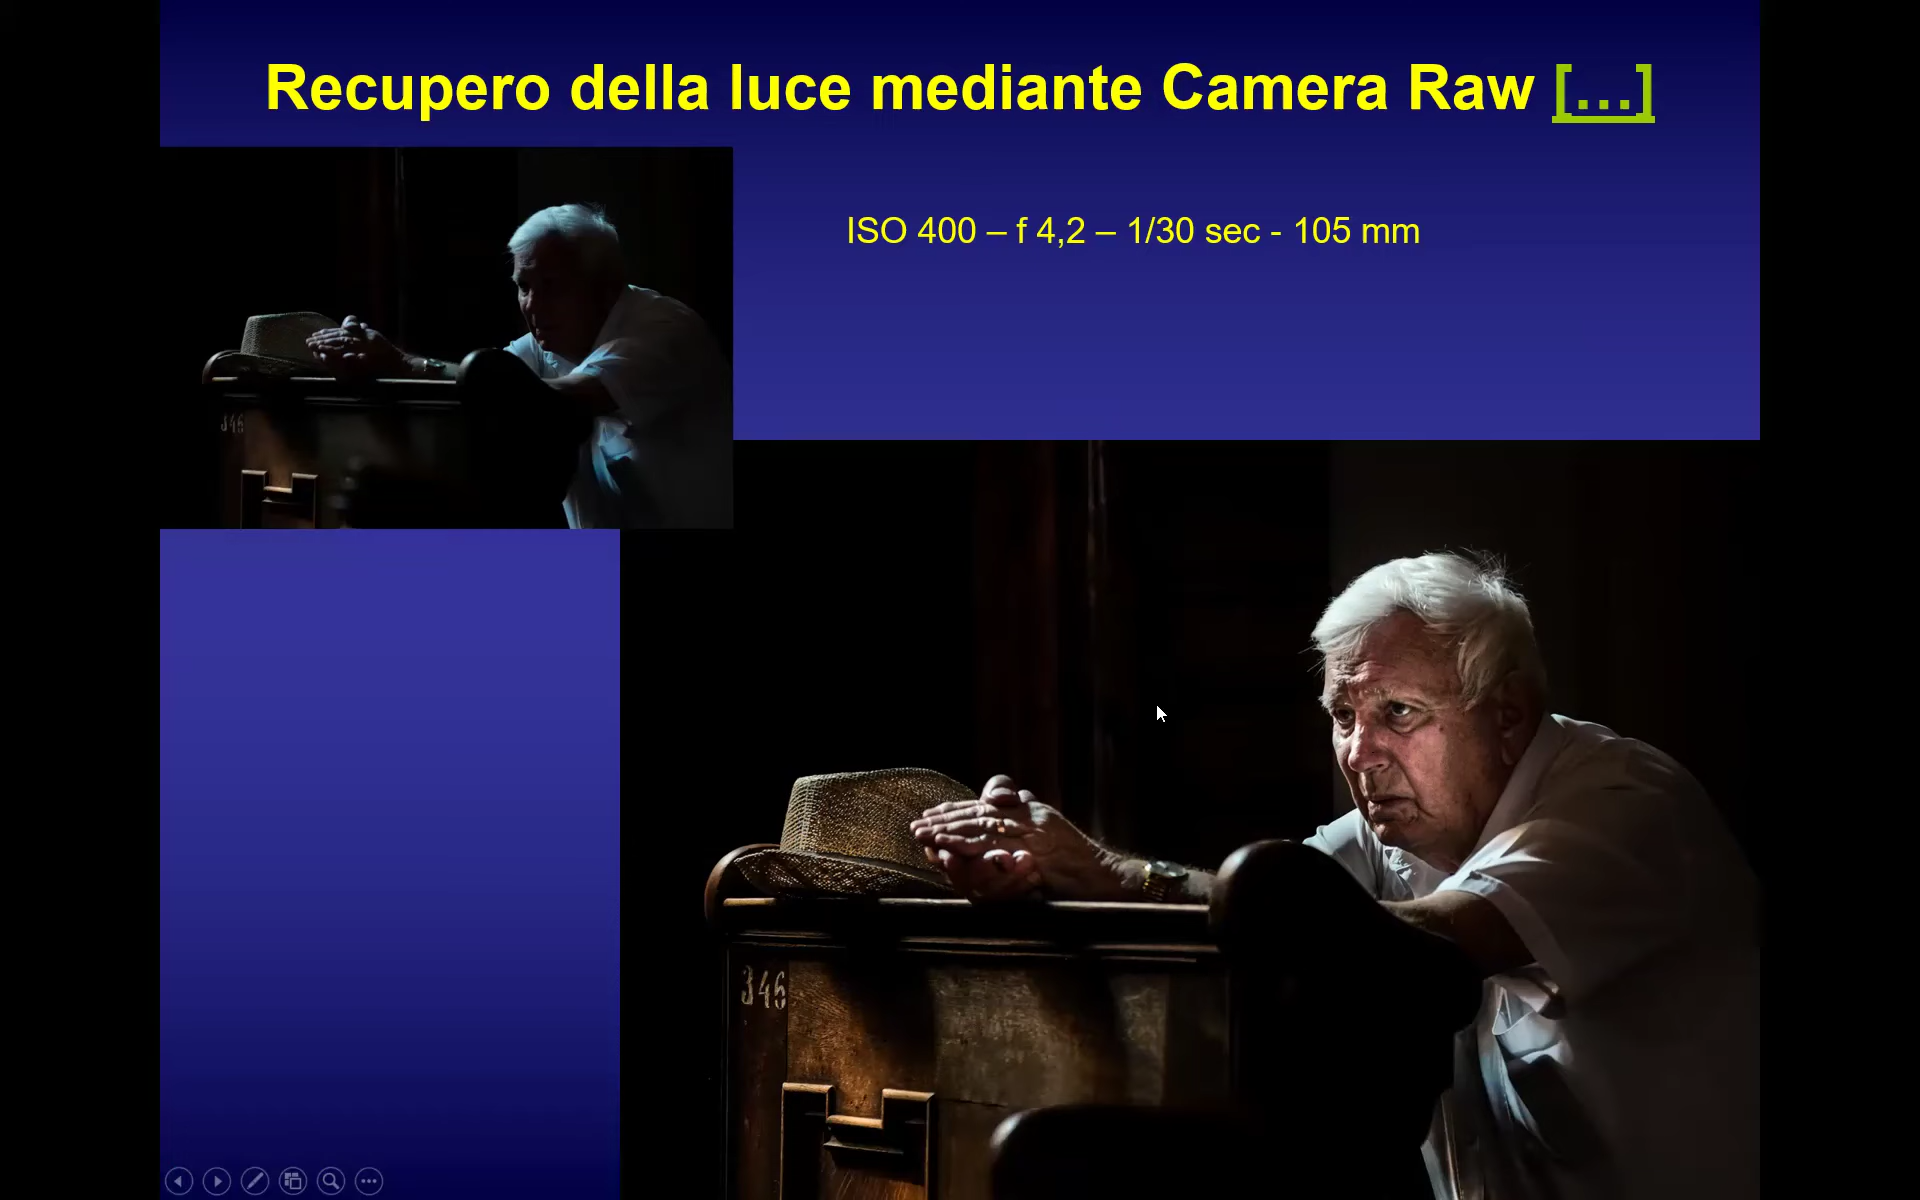 Recupero della luce mediante Camera Raw [...]
ISO 400 – f 4,2 – 1/30 sec - 105 mm
346
346